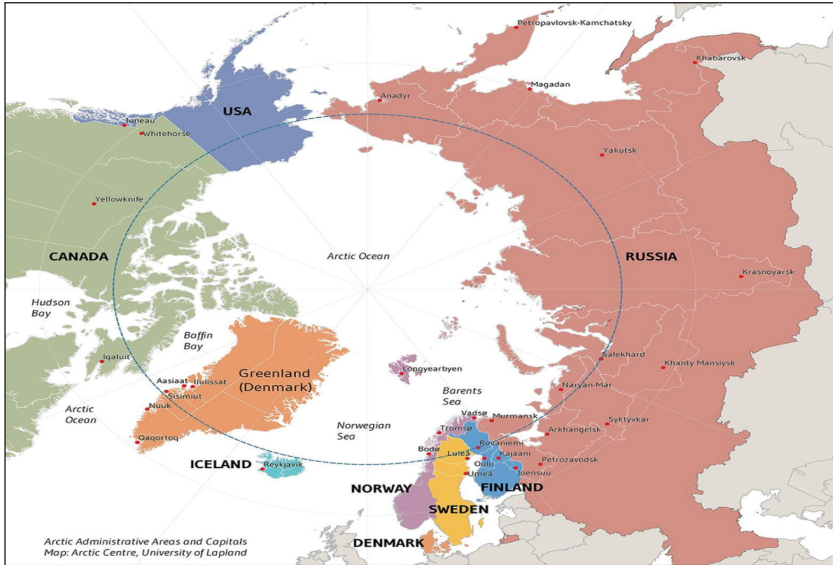 Petropavlovsk-Kamchatsky
Khabarovsk
Magadan
Anadyr
USA
Juneau
Whitehorse
Yakutsk
Yellowknife
CANADA
Arctic Ocean
RUSSIA
Krasnoyarsk
Hudson
Bay
Baffin
Bay
Iqaluit
Salekhard
Khanty Mansiysk
Greenland
(Denmark)
Longyearbyen
Aasiaat
Ilulissat
Sisimiut
Nuuk
Barents
Sea
Naryan-Mar
Arctic
Ocean
Vadsø
Murmansk
Syktyvkar
Norwegian
Sea
Tromsø
Arkhangelsk
Qaqortoq
Rovaniemi
Bodø
Luleå
Oulu
Kajaani
Petrozavodsk
ICELAND
Reykjavik
Joensuu
Umeå
NORWAY
FINLAND
SWEDEN
DENMARK
Arctic Administrative Areas and Capitals
Map: Arctic Centre, University of Lapland